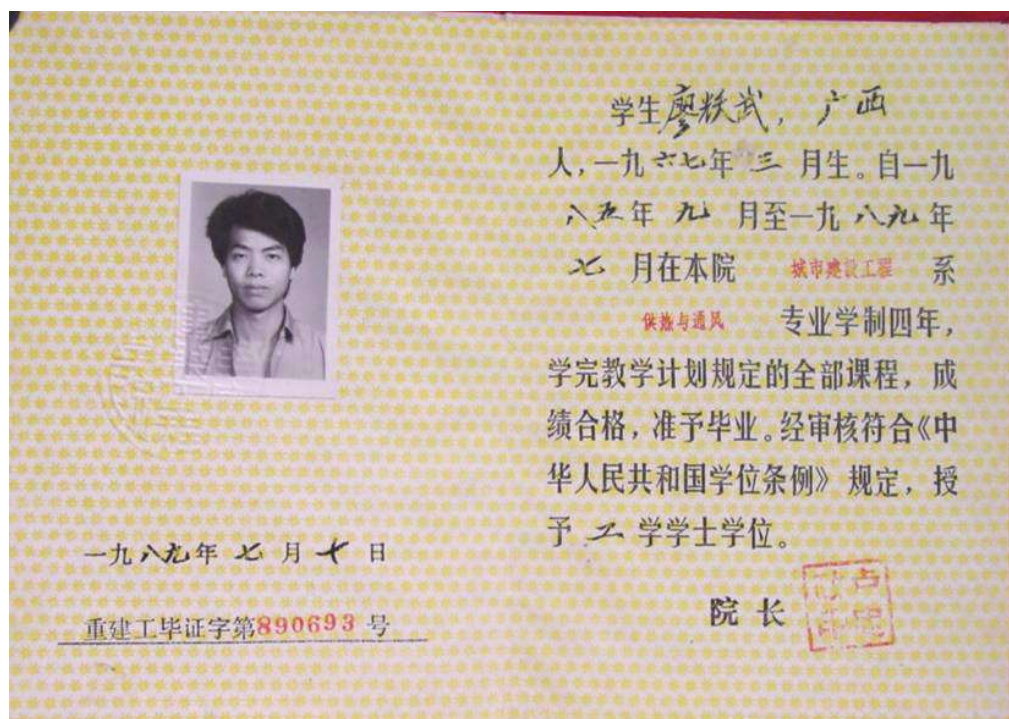 一九八九年 七 月 十 日
重建工毕证字第890693 号
学生廖 武，广西
人，一九六七年 三 月生。自一九
八五年 九 月至一九八九年
七 月在本院 城市建设工程 系
供热与通风 专业学制四年，
学完教学计划规定的全部课程，成
绩合格，准予毕业。经审核符合《中
华人民共和国学位条例》规定，授
予 工 学学士学位。
院 长